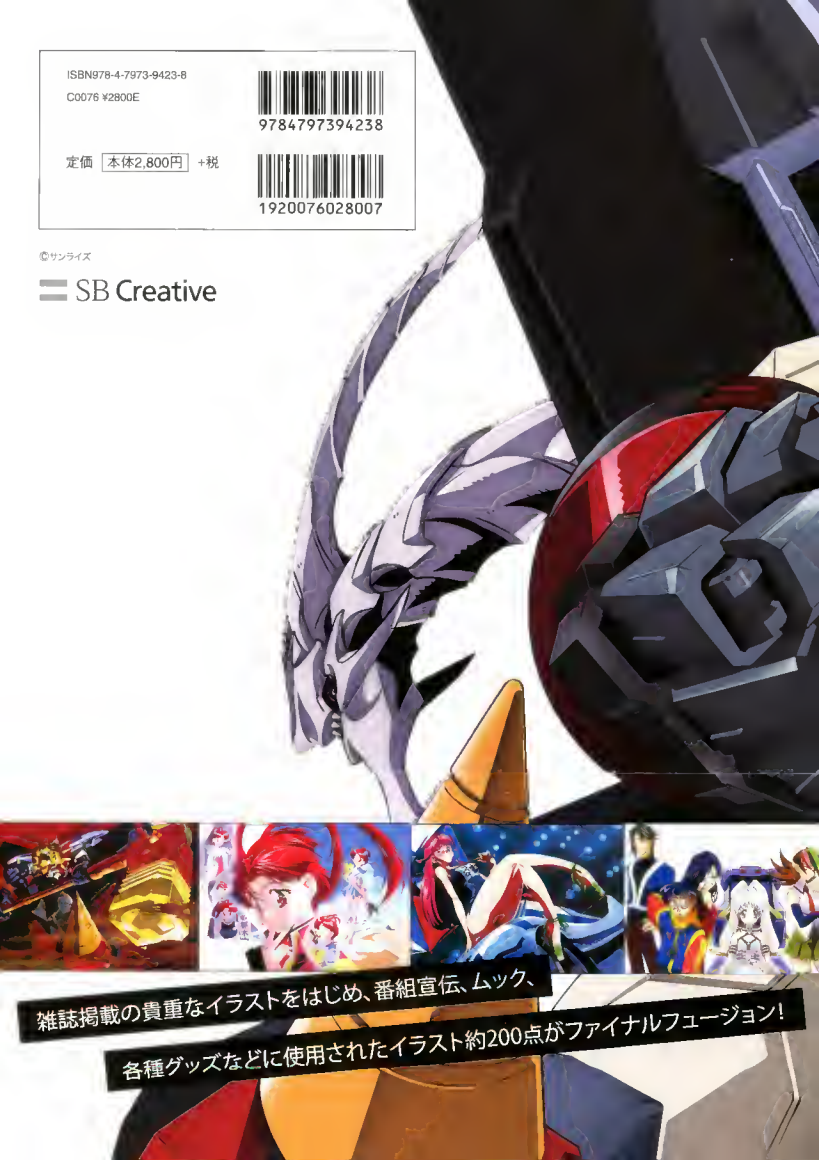 ISBN978-4-7973-9423-8
C0076 ¥2800E
9784797394238
定価 本体2,800円 +税
1920076028007
©サンライズ
SB Creative
雑誌掲載の貴重なイラストをはじめ、番組宣伝、ムック、
各種グッズなどに使用されたイラスト約200点がファイナルフュージョン!